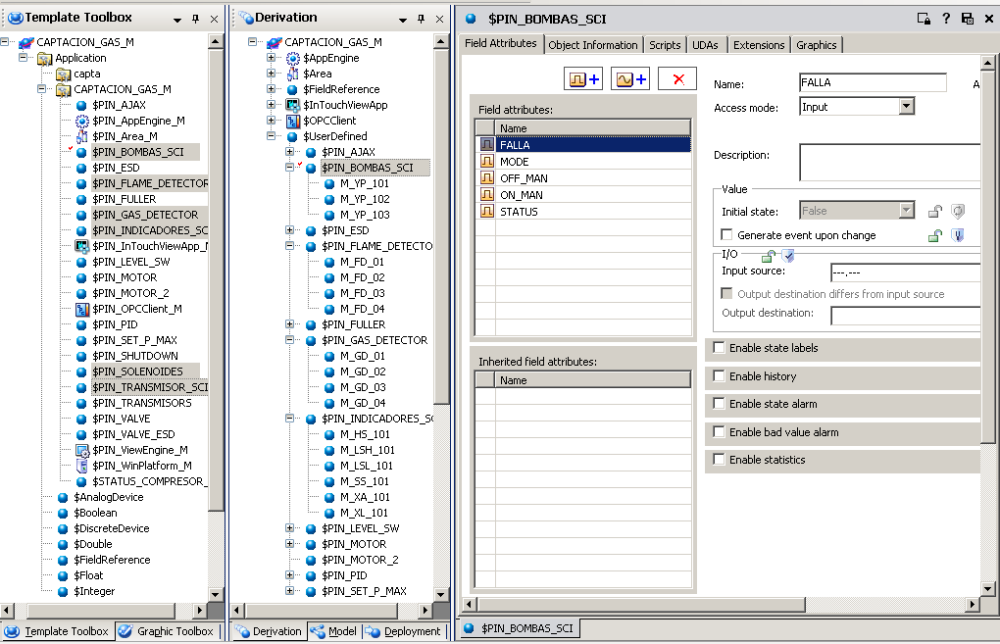 Template Toolbox
CAPTACION_GAS_M
Application
capta
CAPTACION_GAS_M
$PIN_AJAX
$PIN_AppEngine_M
$PIN_Area_M
$PIN_BOMBAS_SCI
$PIN_ESD
$PIN_FLAME_DETECTOR
$PIN_FULLER
$PIN_GAS_DETECTOR
$PIN_INDICADORES_SC
$PIN_InTouchViewApp_
$PIN_LEVEL_SW
$PIN_MOTOR
$PIN_MOTOR_2
$PIN_OPCClient_M
$PIN_PID
$PIN_SET_P_MAX
$PIN_SHUTDOWN
$PIN_SOLENOIDES
$PIN_TRANSMISOR_SCI
$PIN_TRANSMISORS
$PIN_VALVE
$PIN_VALVE_ESD
$PIN_ViewEngine_M
$PIN_WinPlatform_M
$STATUS_COMPRESOR_
$AnalogDevice
$Boolean
$DiscreteDevice
$Double
$FieldReference
$Float
$Integer
Template Toolbox
Graphic Toolbox
Derivation
CAPTACION_GAS_M
$AppEngine
$Area
$FieldReference
$InTouchViewApp
$OPCClient
$UserDefined
$PIN_AJAX
$PIN_BOMBAS_SCI
M_YP_101
M_YP_102
M_YP_103
$PIN_ESD
$PIN_FLAME_DETECTO
M_FD_01
M_FD_02
M_FD_03
M_FD_04
$PIN_FULLER
$PIN_GAS_DETECTOR
M_GD_01
M_GD_02
M_GD_03
M_GD_04
$PIN_INDICADORES_SC
M_HS_101
M_LSH_101
M_LSL_101
M_SS_101
M_XA_101
M_XL_101
$PIN_LEVEL_SW
$PIN_MOTOR
$PIN_MOTOR_2
$PIN_PID
$PIN_SET_P_MAX
Derivation
Model
Deployment
$PIN_BOMBAS_SCI
Field Attributes
Object Information
Scripts
UDAs
Extensions
Graphics
Field attributes:
Name
FALLA
MODE
OFF_MAN
ON_MAN
STATUS
Inherited field attributes:
Name
Name:
FALLA
A
Access mode:
Input
Description:
Value
Initial state:
False
Generate event upon change
I/O
Input source:
---.---
Output destination differs from input source
Output destination:
Enable state labels
Enable history
Enable state alarm
Enable bad value alarm
Enable statistics
$PIN_BOMBAS_SCI